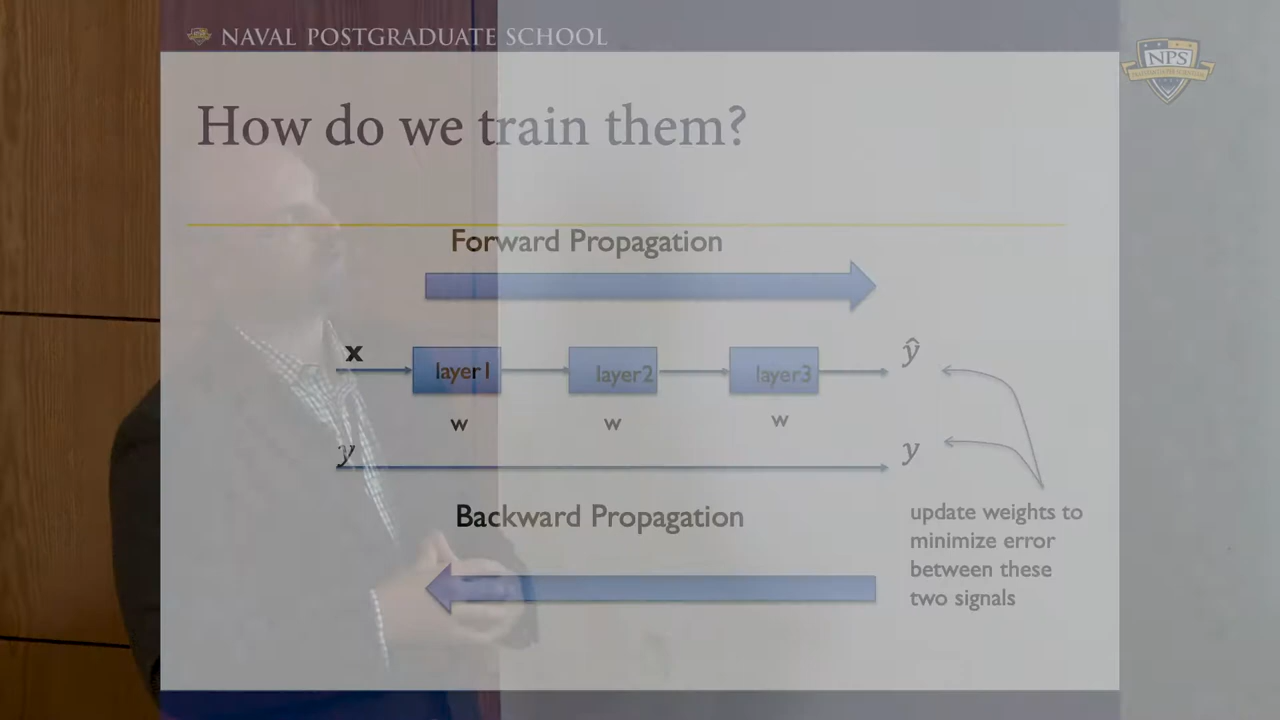 NAVAL POSTGRADUATE SCHOOL
NPS
How do we train them?
Forward Propagation
x
layer1
layer2
layer3
ŷ
w
w
w
y
y
Backward Propagation
update weights to
minimize error
between these
two signals